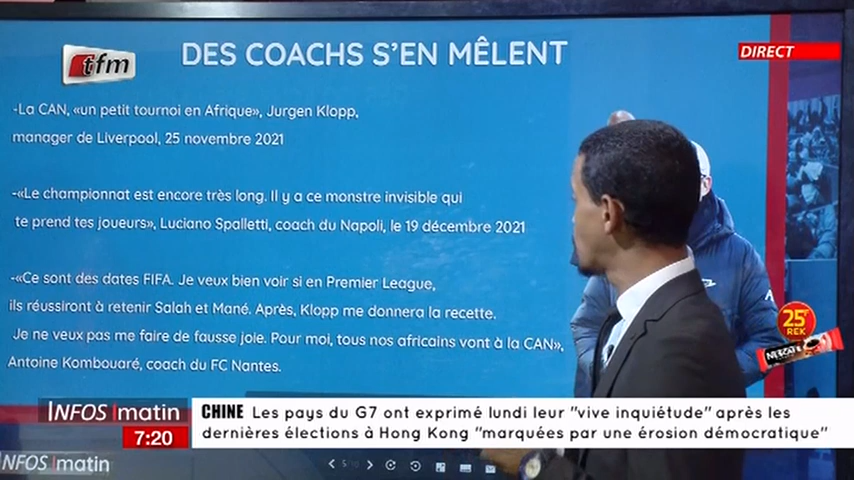 DES COACHS S'EN MÊLENT
tfm
DIRECT
-La CAN, «un petit tournoi en Afrique», Jurgen Klopp,
manager de Liverpool, 25 novembre 2021
-«Le championnat est encore très long. Il y a ce monstre invisible qui
te prend tes joueurs», Luciano Spalletti, coach du Napoli, le 19 décembre 2021
-«Ce sont des dates FIFA. Je veux bien voir si en Premier League,
ils réussiront à retenir Salah et Mané. Après, Klopp me donnera la recette.
Je ne veux pas me faire de fausse joie. Pour moi, tous nos africains vont à la CAN»,
Antoine Kombouaré, coach du FC Nantes.
25F
REK
NESCAFÉ
INFOS matin
7:20
CHINE Les pays du G7 ont exprimé lundi leur "vive inquiétude" après les
dernières élections à Hong Kong "marquées par une érosion démocratique"
INFOS matin